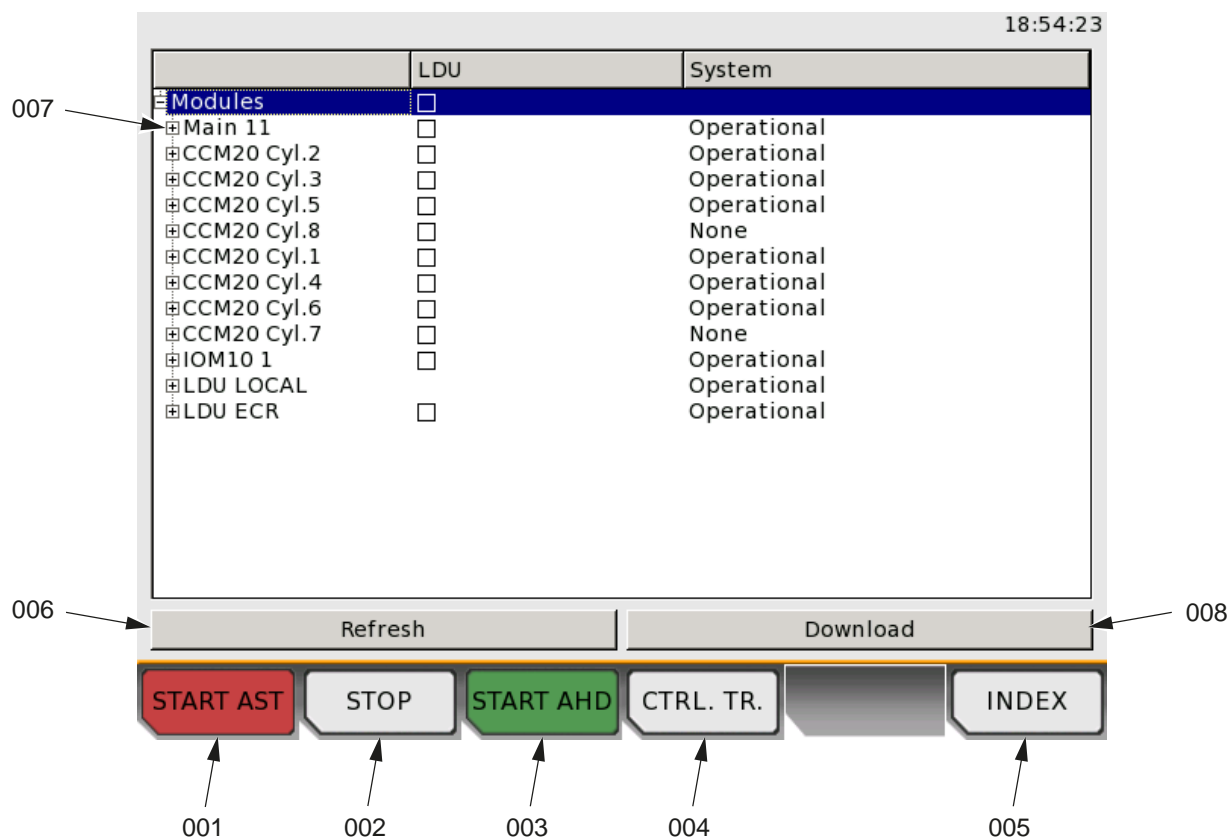 18:54:23
LDU System
Modules
007
Main 11 Operational
CCM20 Cyl.2 Operational
CCM20 Cyl.3 Operational
CCM20 Cyl.5 Operational
CCM20 Cyl.8 None
CCM20 Cyl.1 Operational
CCM20 Cyl.4 Operational
CCM20 Cyl.6 Operational
CCM20 Cyl.7 None
IOM10 1 Operational
LDU LOCAL Operational
LDU ECR Operational
006 008
Refresh Download
START AST STOP START AHD CTRL. TR. INDEX
001 002 003 004 005